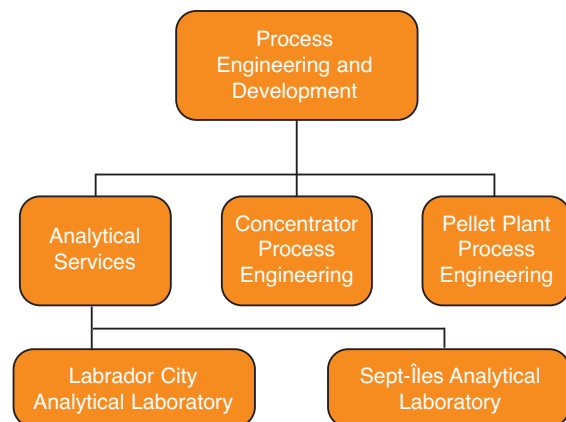 Process
Engineering and
Development
Analytical
Services
Concentrator
Process
Engineering
Pellet Plant
Process
Engineering
Labrador City
Analytical Laboratory
Sept-Îles Analytical
Laboratory